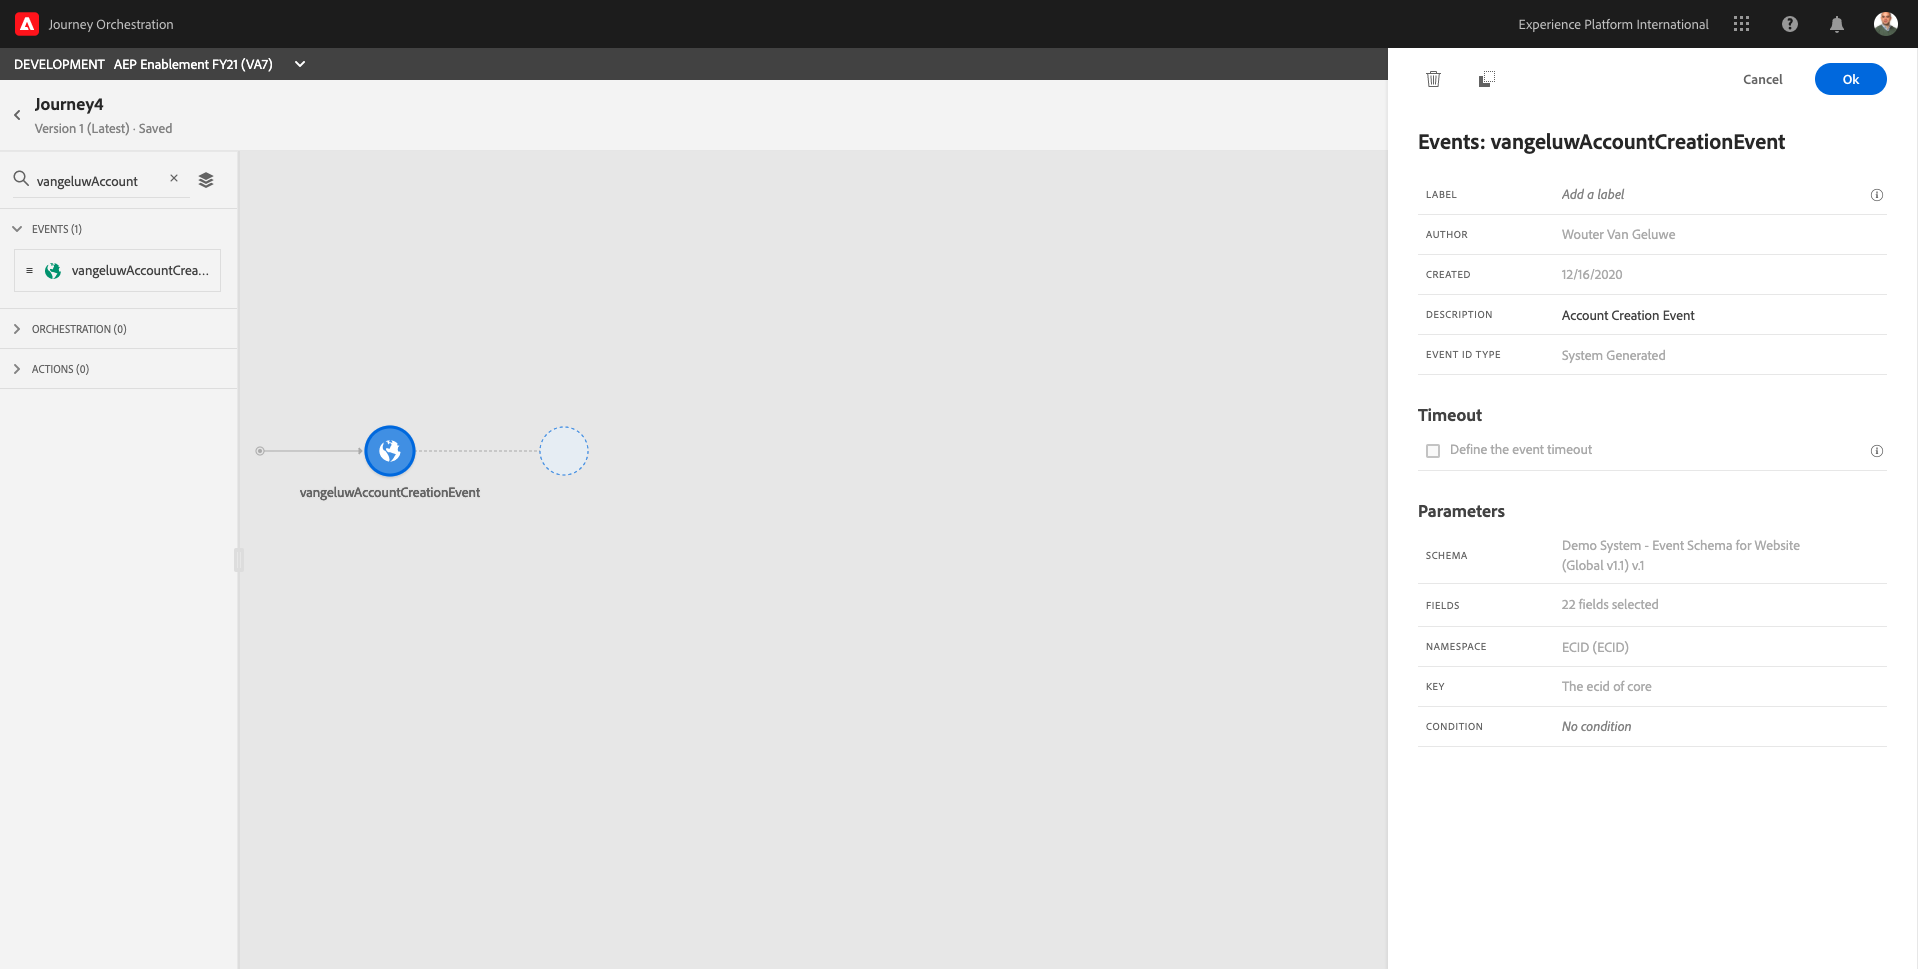 Journey Orchestration
Experience Platform International
DEVELOPMENT AEP Enablement FY21 (VA7)
Journey4
Version 1 (Latest) · Saved
vangeluwAccount
EVENTS (1)
vangeluwAccountCrea...
ORCHESTRATION (0)
ACTIONS (0)
vangeluwAccountCreationEvent
Cancel
Ok
Events: vangeluwAccountCreationEvent
LABEL Add a label
AUTHOR Wouter Van Geluwe
CREATED 12/16/2020
DESCRIPTION Account Creation Event
EVENT ID TYPE System Generated
Timeout
Define the event timeout
Parameters
SCHEMA Demo System - Event Schema for Website
(Global v1.1) v.1
FIELDS 22 fields selected
NAMESPACE ECID (ECID)
KEY The ecid of core
CONDITION No condition